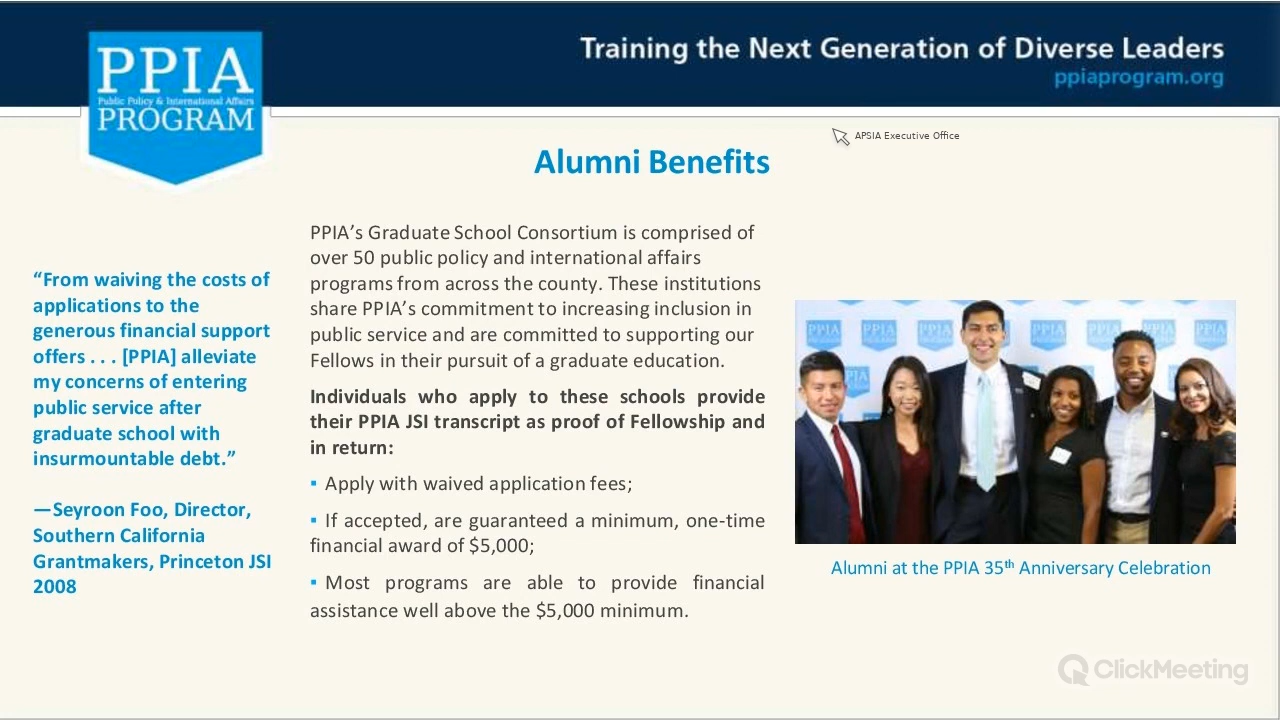 PPIA
Public Policy & International Affairs
PROGRAM
Training the Next Generation of Diverse Leaders
ppiaprogram.org
APSIA Executive Office
Alumni Benefits
“From waiving the costs of
applications to the
generous financial support
offers . . . [PPIA] alleviate
my concerns of entering
public service after
graduate school with
insurmountable debt.”
—Seyroon Foo, Director,
Southern California
Grantmakers, Princeton JSI
2008
PPIA’s Graduate School Consortium is comprised of
over 50 public policy and international affairs
programs from across the county. These institutions
share PPIA’s commitment to increasing inclusion in
public service and are committed to supporting our
Fellows in their pursuit of a graduate education.
Individuals who apply to these schools provide
their PPIA JSI transcript as proof of Fellowship and
in return:
▪ Apply with waived application fees;
▪ If accepted, are guaranteed a minimum, one-time
financial award of $5,000;
▪ Most programs are able to provide financial
assistance well above the $5,000 minimum.
PPIA PPIA PPIA PPIA PPIA
Alumni at the PPIA 35th Anniversary Celebration
ClickMeeting